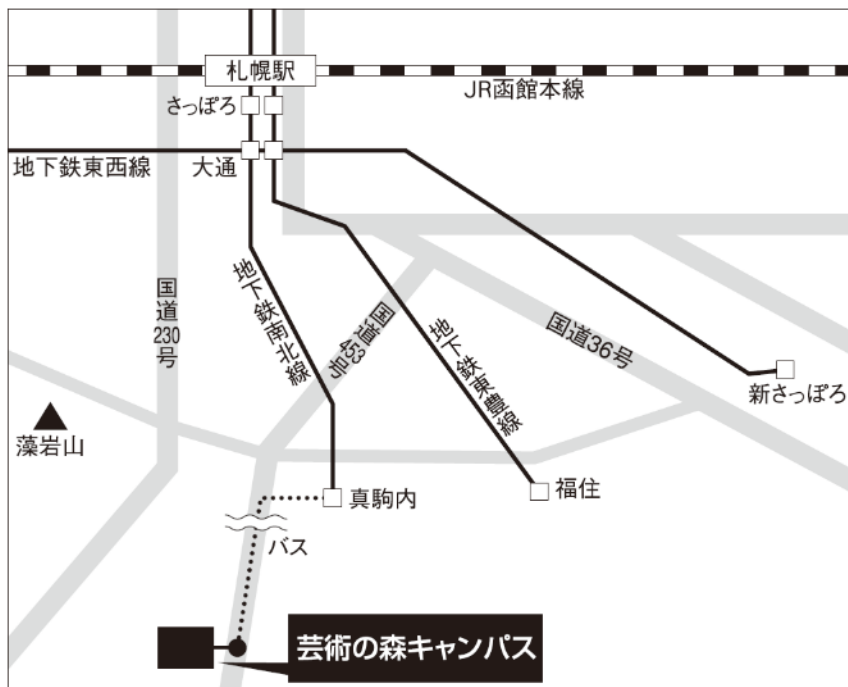 札幌駅
JR函館本線
さっぽろ
地下鉄東西線
大通
国道230号
地下鉄南北線
国道453号
地下鉄東豊線
国道36号
新さっぽろ
藻岩山
真駒内
福住
バス
芸術の森キャンパス